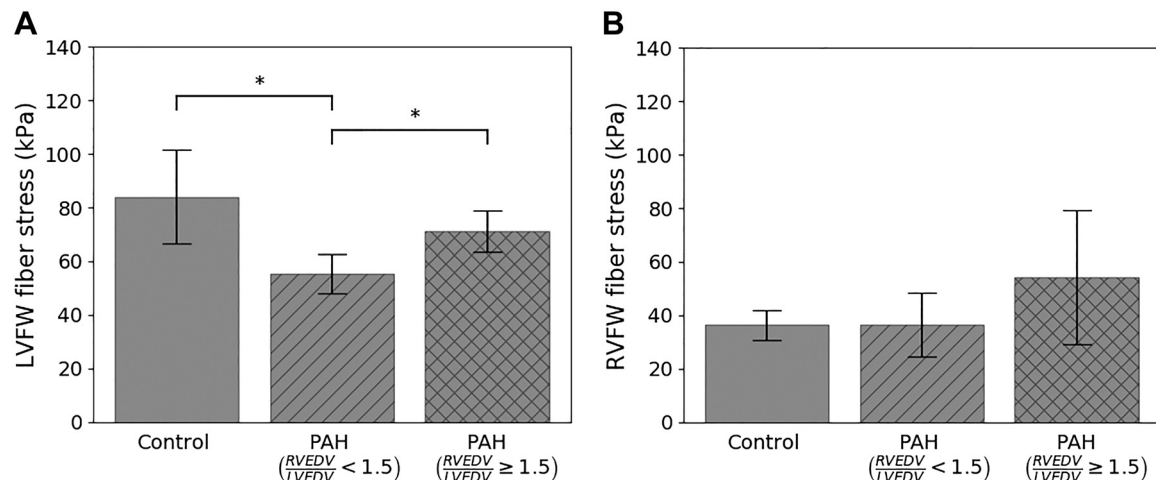 A
LVFW fiber stress (kPa)
140
120
100
80
60
40
20
0
*
*
Control
PAH
(RVEDV/LVEDV < 1.5)
PAH
(RVEDV/LVEDV ≥ 1.5)
B
RVFW fiber stress (kPa)
140
120
100
80
60
40
20
0
Control
PAH
(RVEDV/LVEDV < 1.5)
PAH
(RVEDV/LVEDV ≥ 1.5)